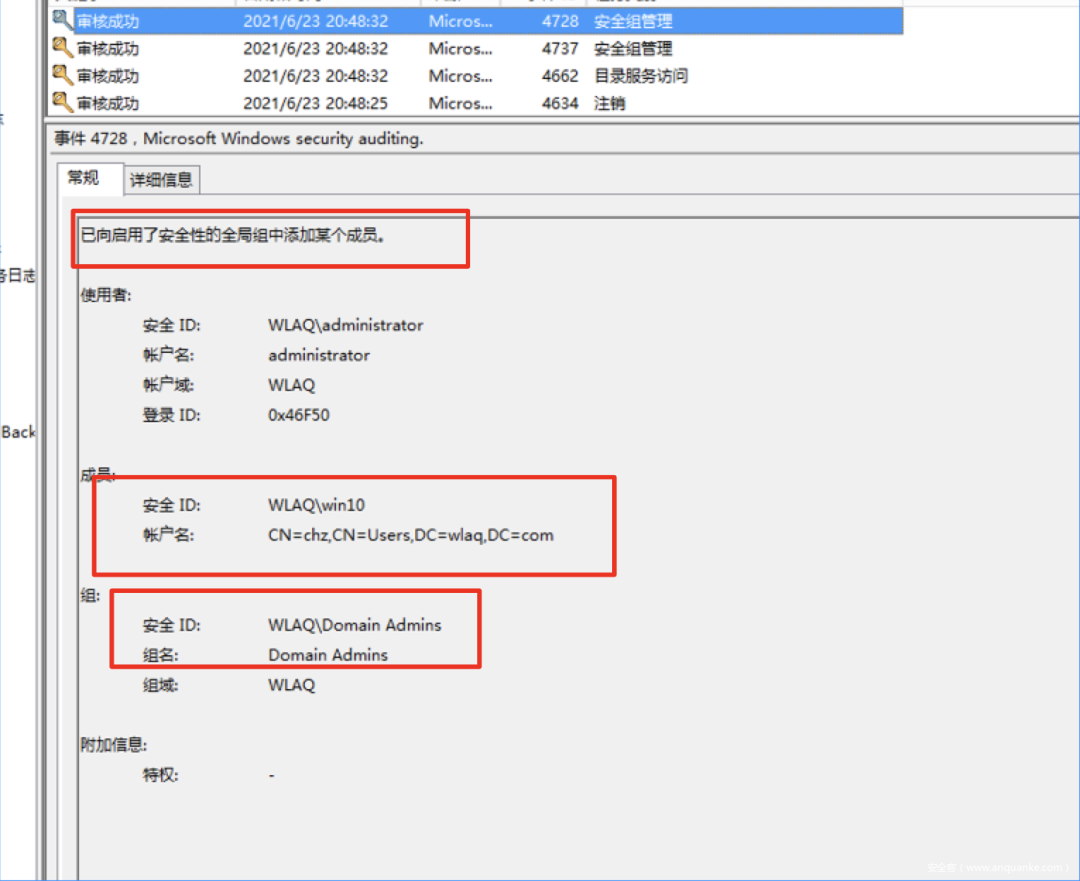 审核成功 2021/6/23 20:48:32 Micros... 4728 安全组管理
审核成功 2021/6/23 20:48:32 Micros... 4737 安全组管理
审核成功 2021/6/23 20:48:32 Micros... 4662 目录服务访问
审核成功 2021/6/23 20:48:25 Micros... 4634 注销
事件 4728，Microsoft Windows security auditing.
常规 详细信息
已向启用了安全性的全局组中添加某个成员。
务日志
使用者:
安全 ID: WLAQ\administrator
帐户名: administrator
帐户域: WLAQ
登录 ID: 0x46F50
Back
成员:
安全 ID: WLAQ\win10
帐户名: CN=chz,CN=Users,DC=wlaq,DC=com
组:
安全 ID: WLAQ\Domain Admins
组名: Domain Admins
组域: WLAQ
附加信息:
特权: -
安全客（www.anquanke.com）